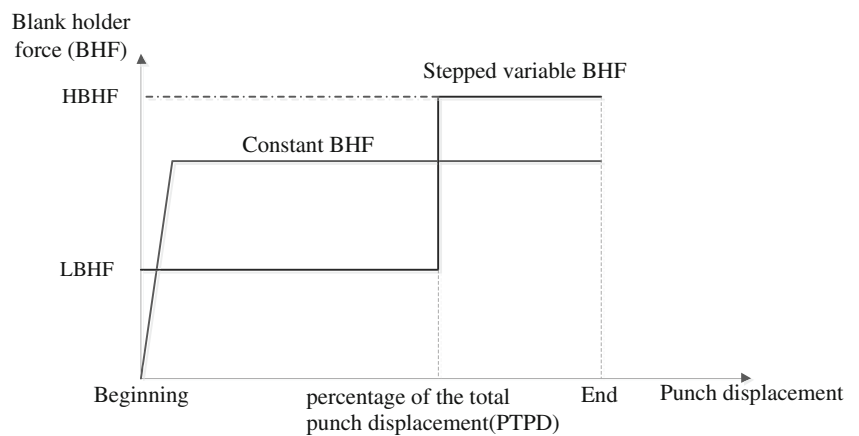 Blank holder
force (BHF)
Stepped variable BHF
HBHF
Constant BHF
LBHF
Beginning
percentage of the total
punch displacement(PTPD)
End
Punch displacement